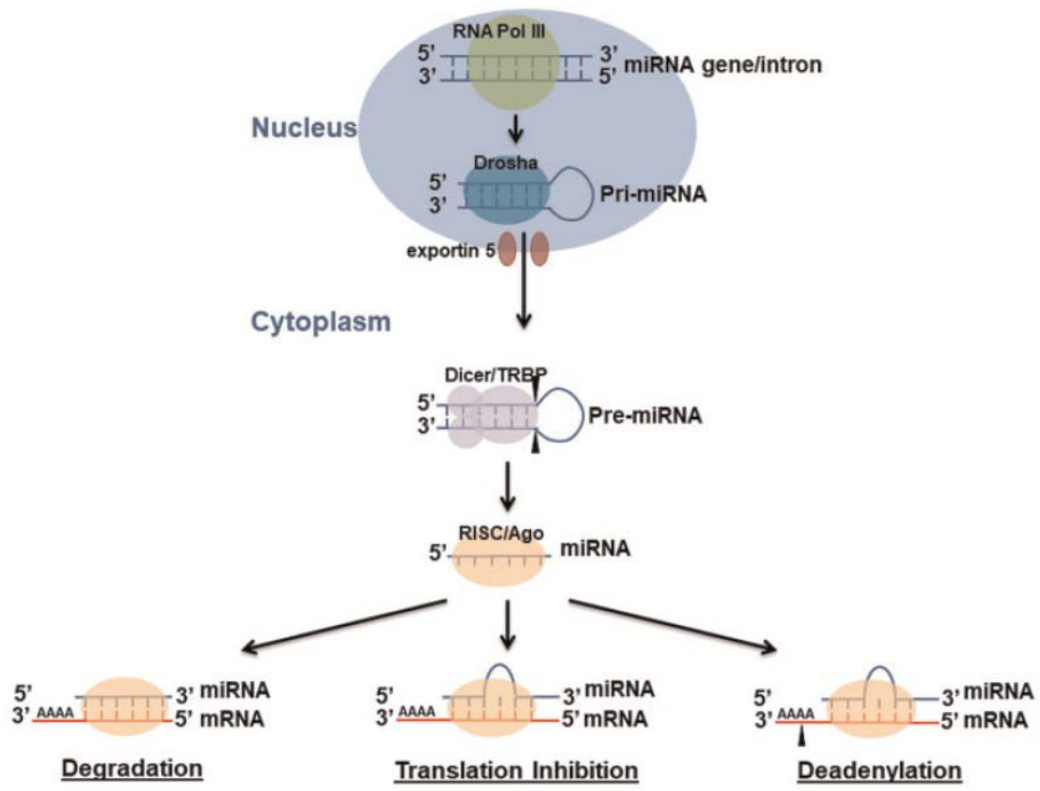 RNA Pol III
5' 3'
3' 5'
miRNA gene/intron
Nucleus
Drosha
5'
3'
Pri-miRNA
exportin 5
Cytoplasm
Dicer/TRBP
5'
3'
Pre-miRNA
RISC/Ago
5'
miRNA
5' 3' miRNA
3' AAAA 5' mRNA
Degradation
5' 3' miRNA
3' AAAA 5' mRNA
Translation Inhibition
5' 3' miRNA
3' AAAA 5' mRNA
Deadenylation